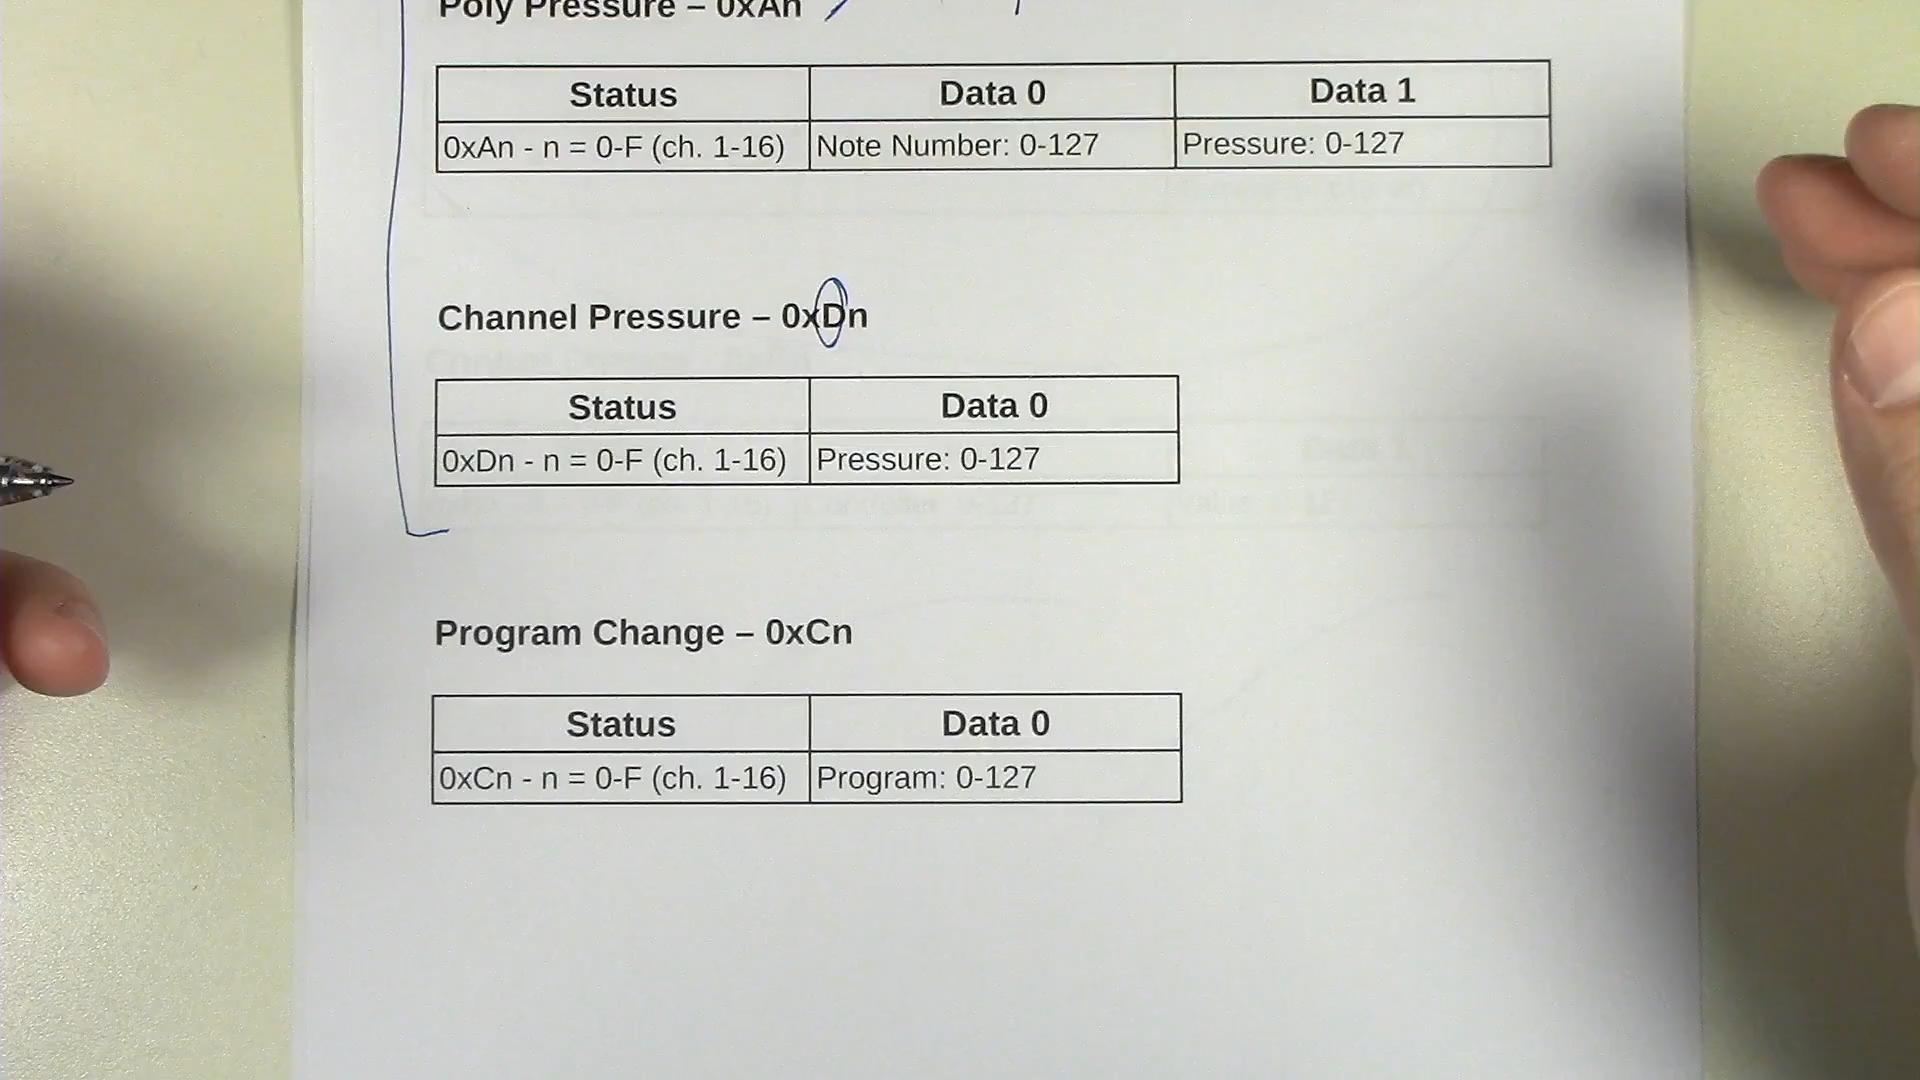 Poly Pressure – 0xAn
Status Data 0 Data 1
0xAn - n = 0-F (ch. 1-16) Note Number: 0-127 Pressure: 0-127
Channel Pressure – 0xDn
Status Data 0
0xDn - n = 0-F (ch. 1-16) Pressure: 0-127
Program Change – 0xCn
Status Data 0
0xCn - n = 0-F (ch. 1-16) Program: 0-127